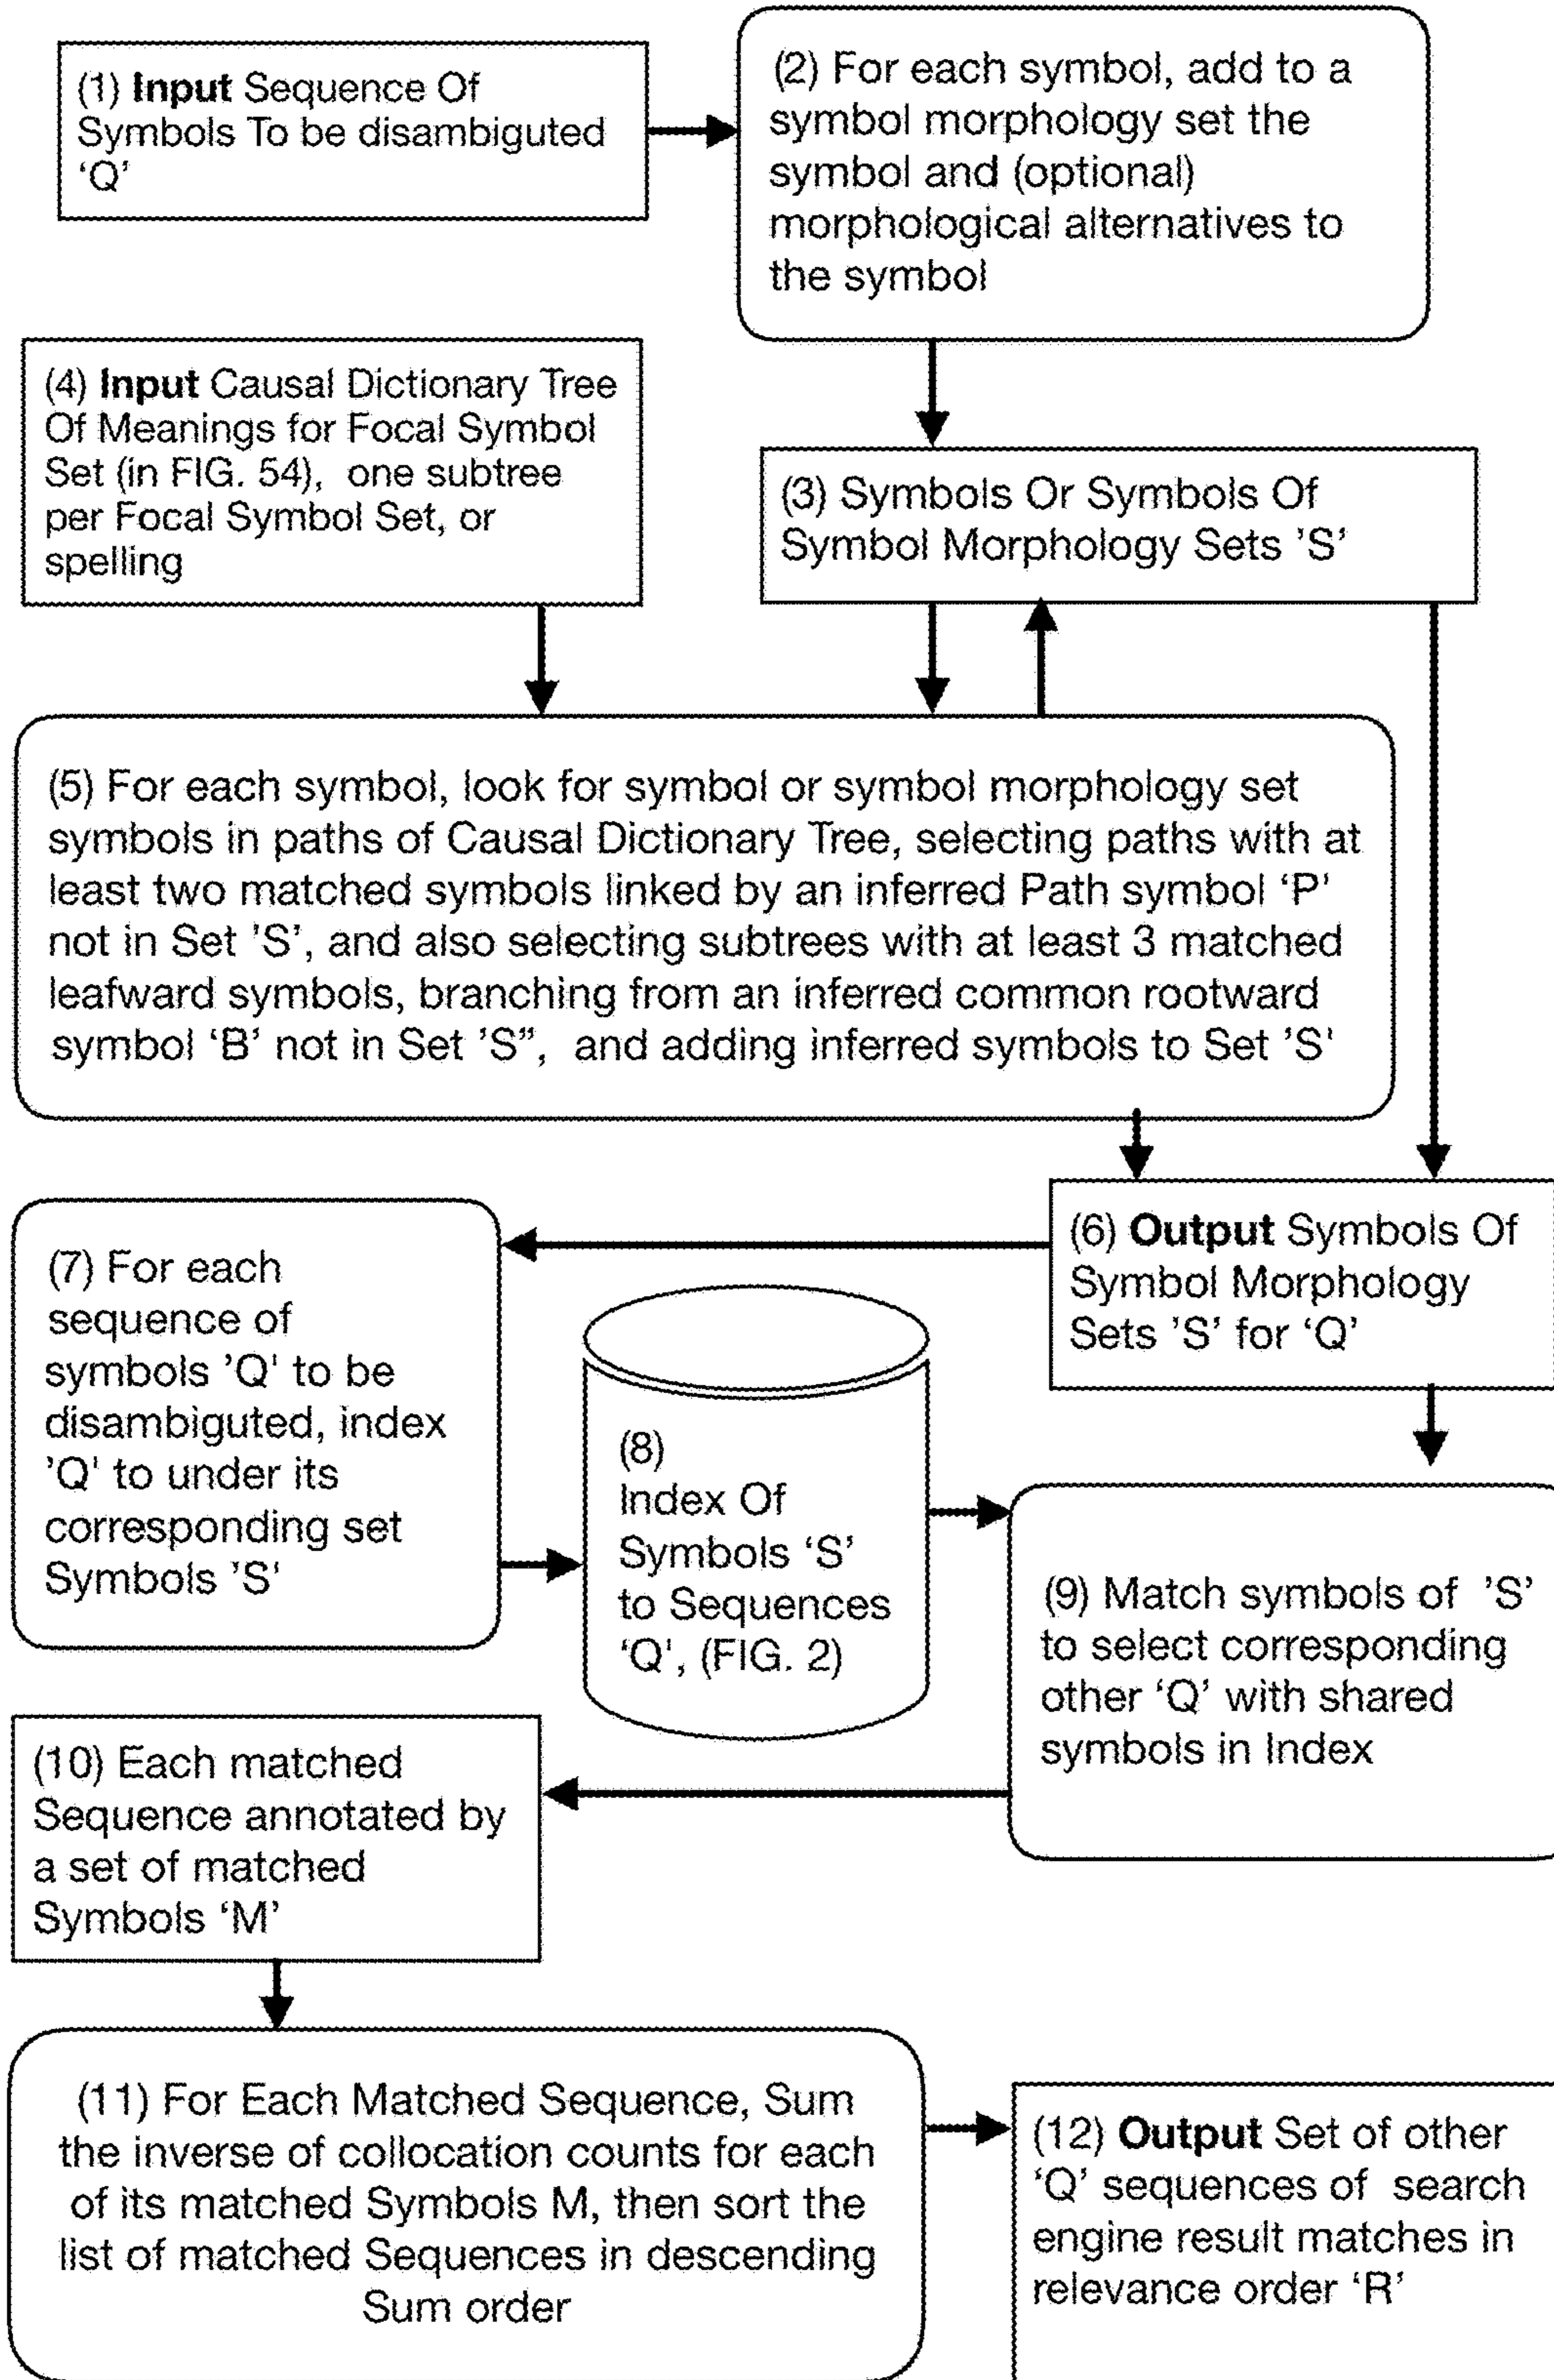 (1) Input Sequence Of
Symbols To be disambiguted
‘Q’
(2) For each symbol, add to a
symbol morphology set the
symbol and (optional)
morphological alternatives to
the symbol
(4) Input Causal Dictionary Tree
Of Meanings for Focal Symbol
Set (in FIG. 54),  one subtree
per Focal Symbol Set, or
spelling
(3) Symbols Or Symbols Of
Symbol Morphology Sets ’S’
(5) For each symbol, look for symbol or symbol morphology set
symbols in paths of Causal Dictionary Tree, selecting paths with at
least two matched symbols linked by an inferred Path symbol ‘P’
not in Set ’S’, and also selecting subtrees with at least 3 matched
leafward symbols, branching from an inferred common rootward
symbol ‘B’ not in Set ’S”,  and adding inferred symbols to Set ’S’
(6) Output Symbols Of
Symbol Morphology
Sets ’S’ for ‘Q’
(7) For each
sequence of
symbols ’Q’ to be
disambiguted, index
’Q’ to under its
corresponding set
Symbols ’S’
(8)
Index Of
Symbols ‘S’
to Sequences
‘Q’, (FIG. 2)
(9) Match symbols of  ’S’
to select corresponding
other ‘Q’ with shared
symbols in Index
(10) Each matched
Sequence annotated by
a set of matched
Symbols ‘M’
(11) For Each Matched Sequence, Sum
the inverse of collocation counts for each
of its matched Symbols M, then sort the
list of matched Sequences in descending
Sum order
(12) Output Set of other
‘Q’ sequences of  search
engine result matches in
relevance order ‘R’